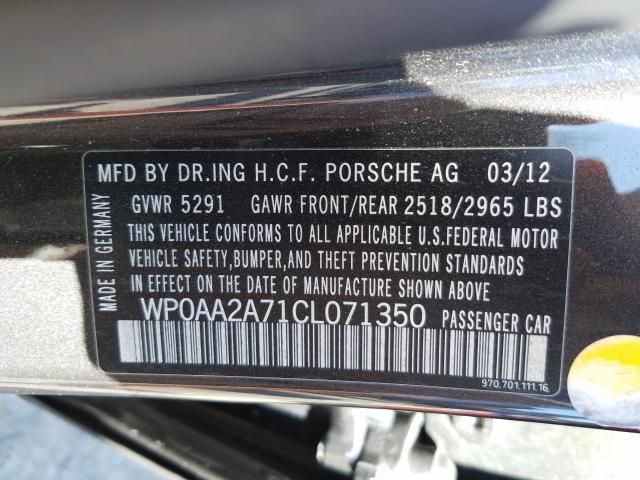 MFD BY DR.ING H.C.F. PORSCHE AG 03/12
GVWR 5291 GAWR FRONT/REAR 2518/2965 LBS
THIS VEHICLE CONFORMS TO ALL APPLICABLE U.S.FEDERAL MOTOR
VEHICLE SAFETY,BUMPER,AND THEFT PREVENTION STANDARDS
IN EFFECT ON THE DATE OF MANUFACTURE SHOWN ABOVE.
WP0AA2A71CL071350 PASSENGER CAR
970.701.111.16
MADE IN GERMANY